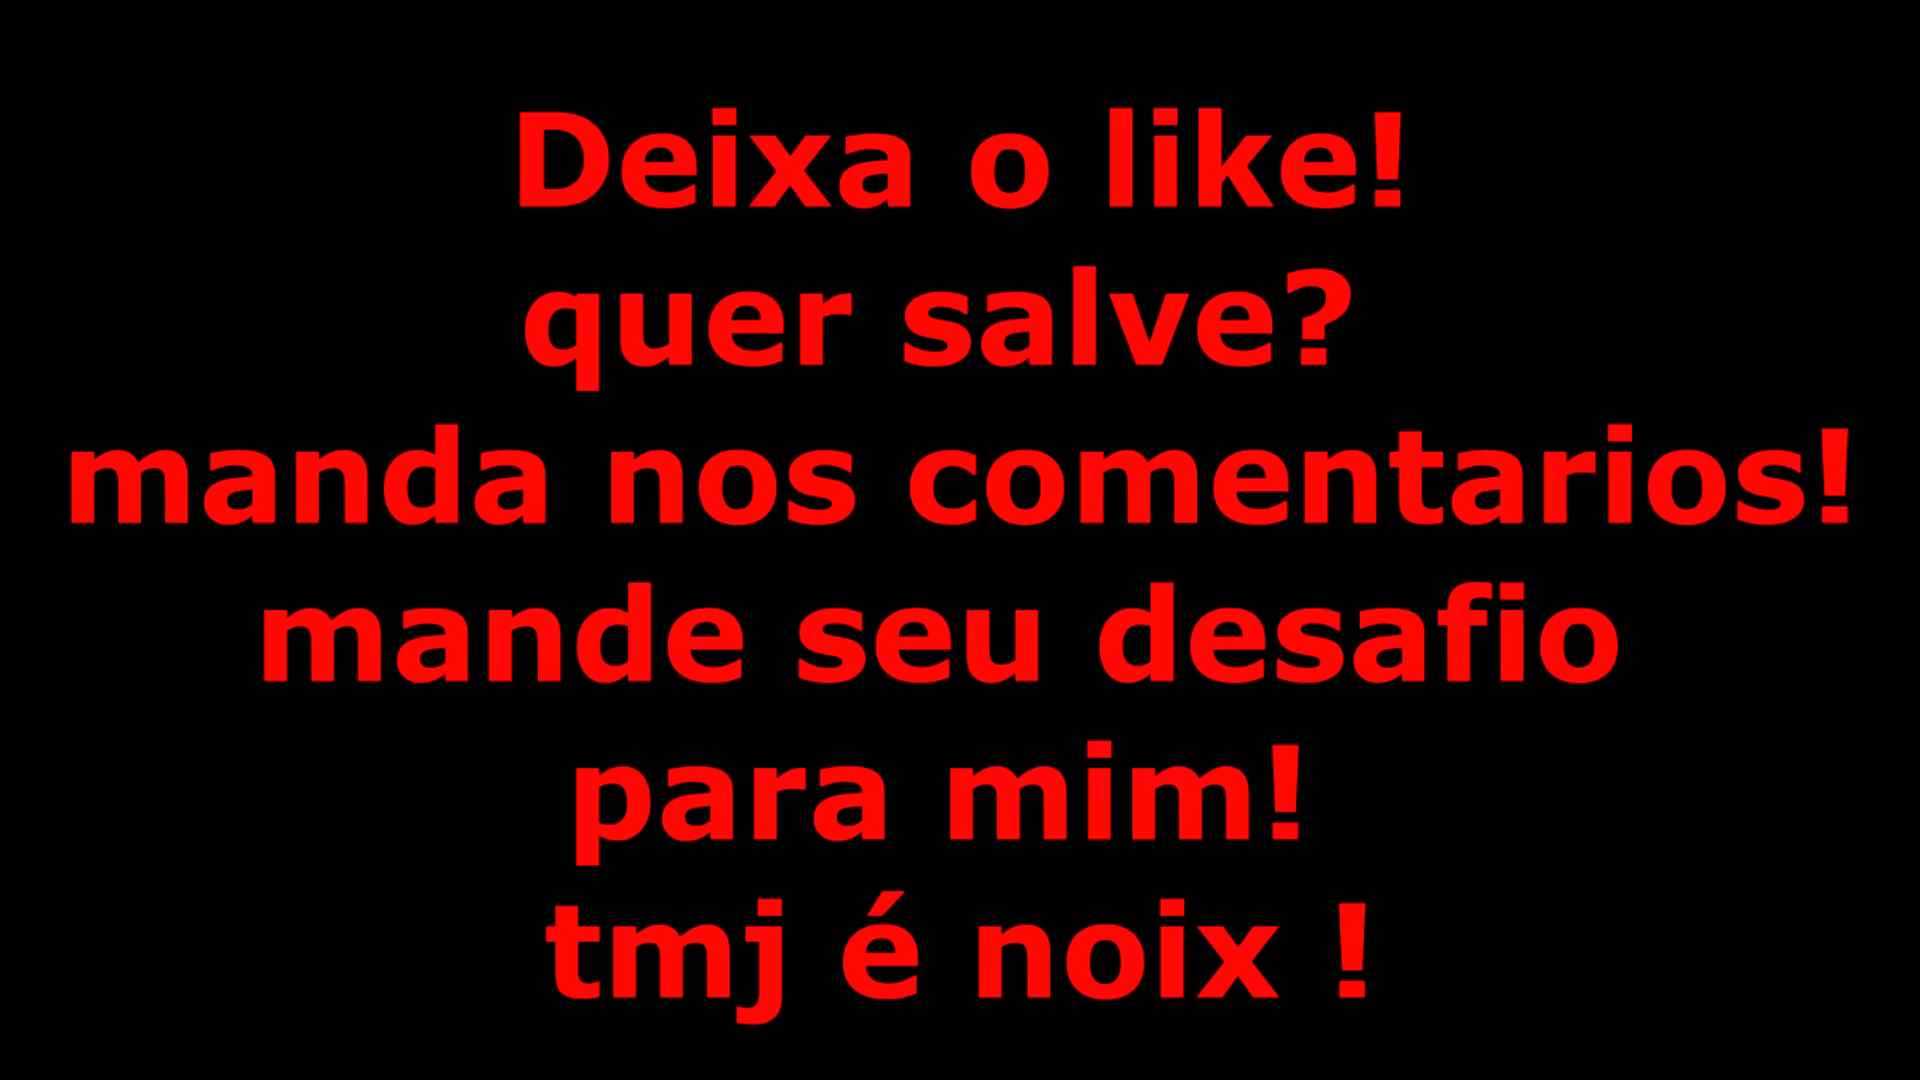 Deixa o like!
quer salve?
manda nos comentarios!
mande seu desafio
para mim!
tmj é noix !